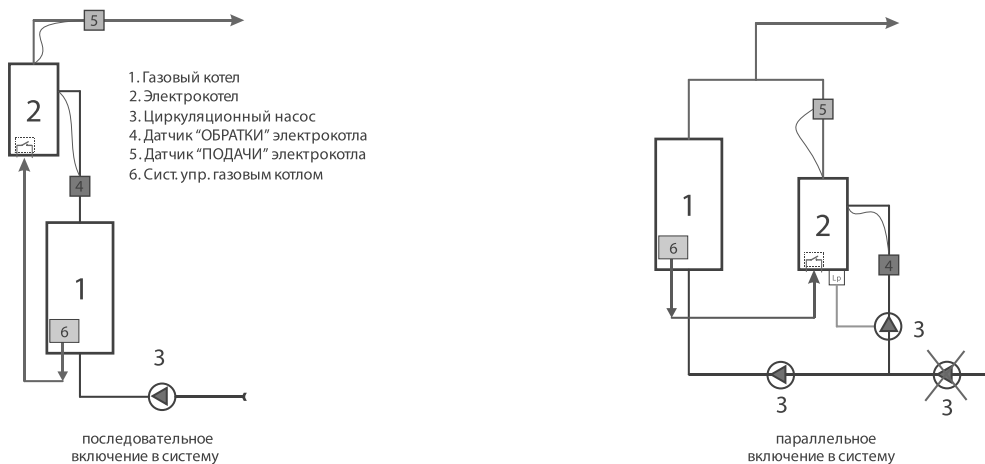 5
2
4
1
6
3
1. Газовый котел
2. Электрокотел
3. Циркуляционный насос
4. Датчик “ОБРАТКИ” электрокотла
5. Датчик “ПОДАЧИ” электрокотла
6. Сист. упр. газовым котлом
последовательное
включение в систему
5
1
2
6
4
Lp
3
3
3
параллельное
включение в систему